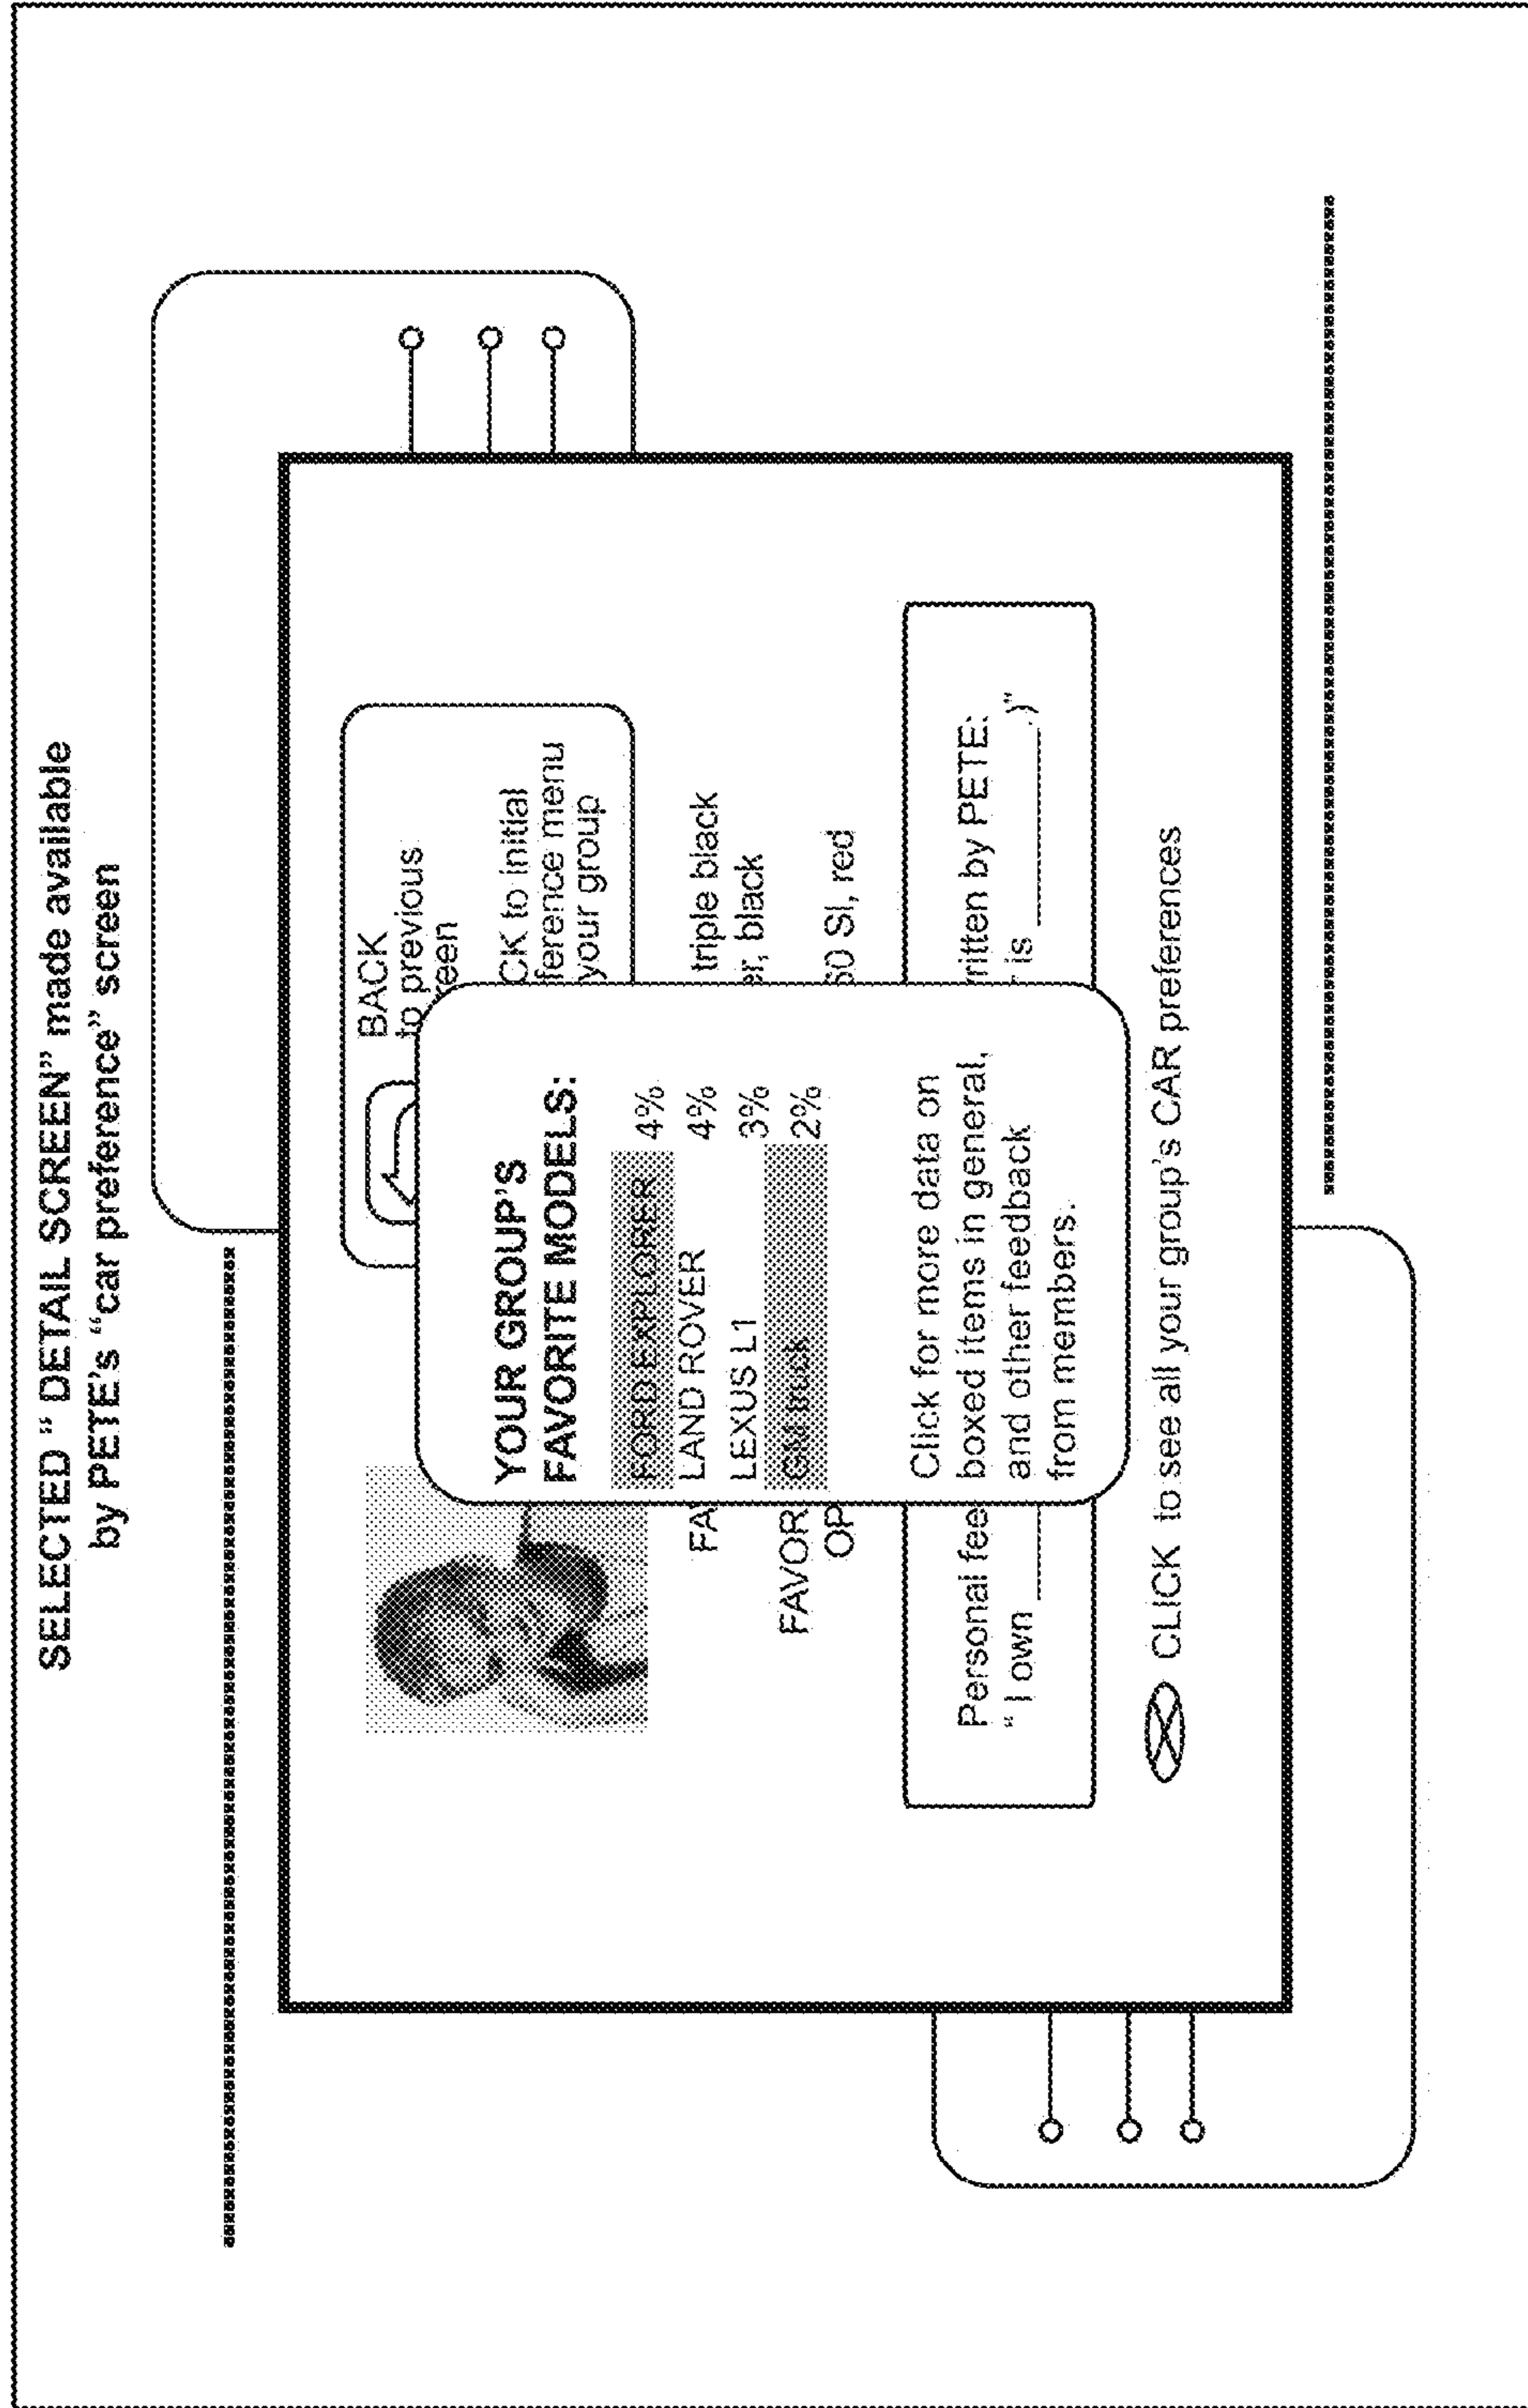 SELECTED " DETAIL SCREEN" made available
by PETE's "car preference" screen
BACK
to previous
reen
CK to initial
ference menu
your group
YOUR GROUP'S
FAVORITE MODELS:
FORD EXPLORER 4%
LAND ROVER 4%
LEXUS L1 3%
GM truck 2%
Click for more data on
boxed items in general,
and other feedback
from members.
FA triple black
er, black
FAVOR
OP 60 SI, red
Personal fee ritten by PETE:
" I own is .)"
CLICK to see all your group's CAR preferences